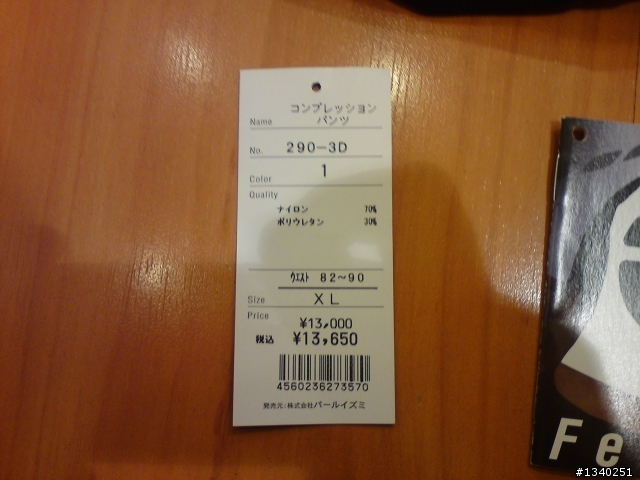 Name コンプレッション
パンツ
No. 290-3D
Color 1
Quality
ナイロン 70%
ポリウレタン 30%
ウエスト 82~90
Size XL
Price ¥13,000
税込 ¥13,650
4560236273570
発売元:株式会社パールイズミ
Fe
#1340251